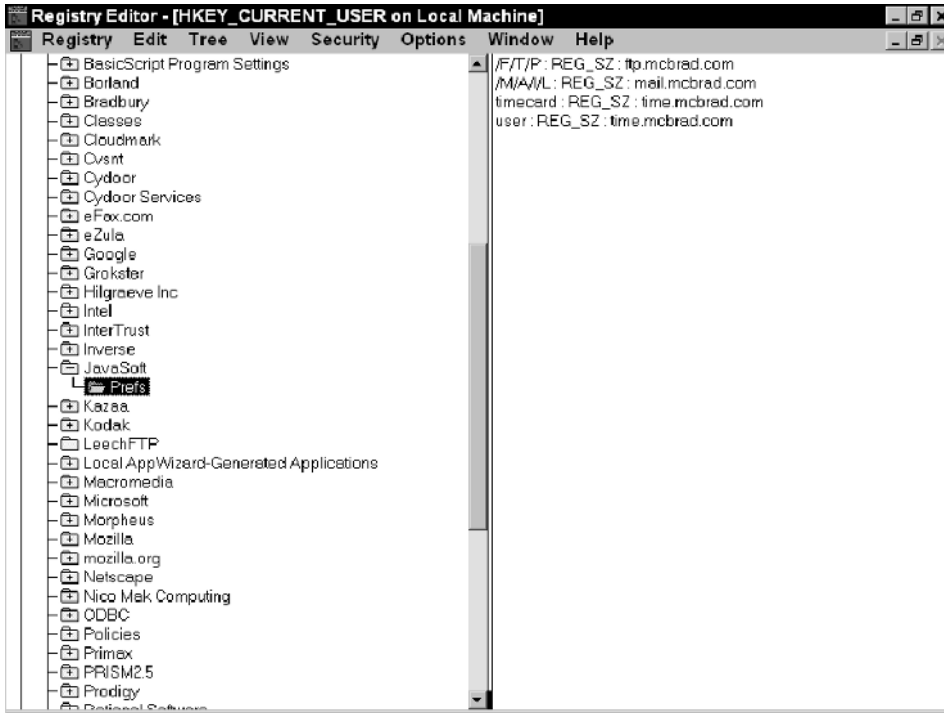 Registry Editor - [HKEY_CURRENT_USER on Local Machine]
Registry Edit Tree View Security Options Window Help
BasicScript Program Settings
Borland
Bradbury
Classes
Cloudmark
Cvsnt
Cydoor
Cydoor Services
eFax.com
eZula
Google
Grokster
Hilgraeve Inc
Intel
InterTrust
Inverse
JavaSoft
Prefs
Kazaa
Kodak
LeechFTP
Local AppWizard-Generated Applications
Macromedia
Microsoft
Morpheus
Mozilla
mozilla.org
Netscape
Nico Mak Computing
ODBC
Policies
Primax
PRISM2.5
Prodigy
Rational Software
/F/T/P : REG_SZ : ftp.mcbrad.com
/M/A/I/L : REG_SZ : mail.mcbrad.com
timecard : REG_SZ : time.mcbrad.com
user : REG_SZ : time.mcbrad.com